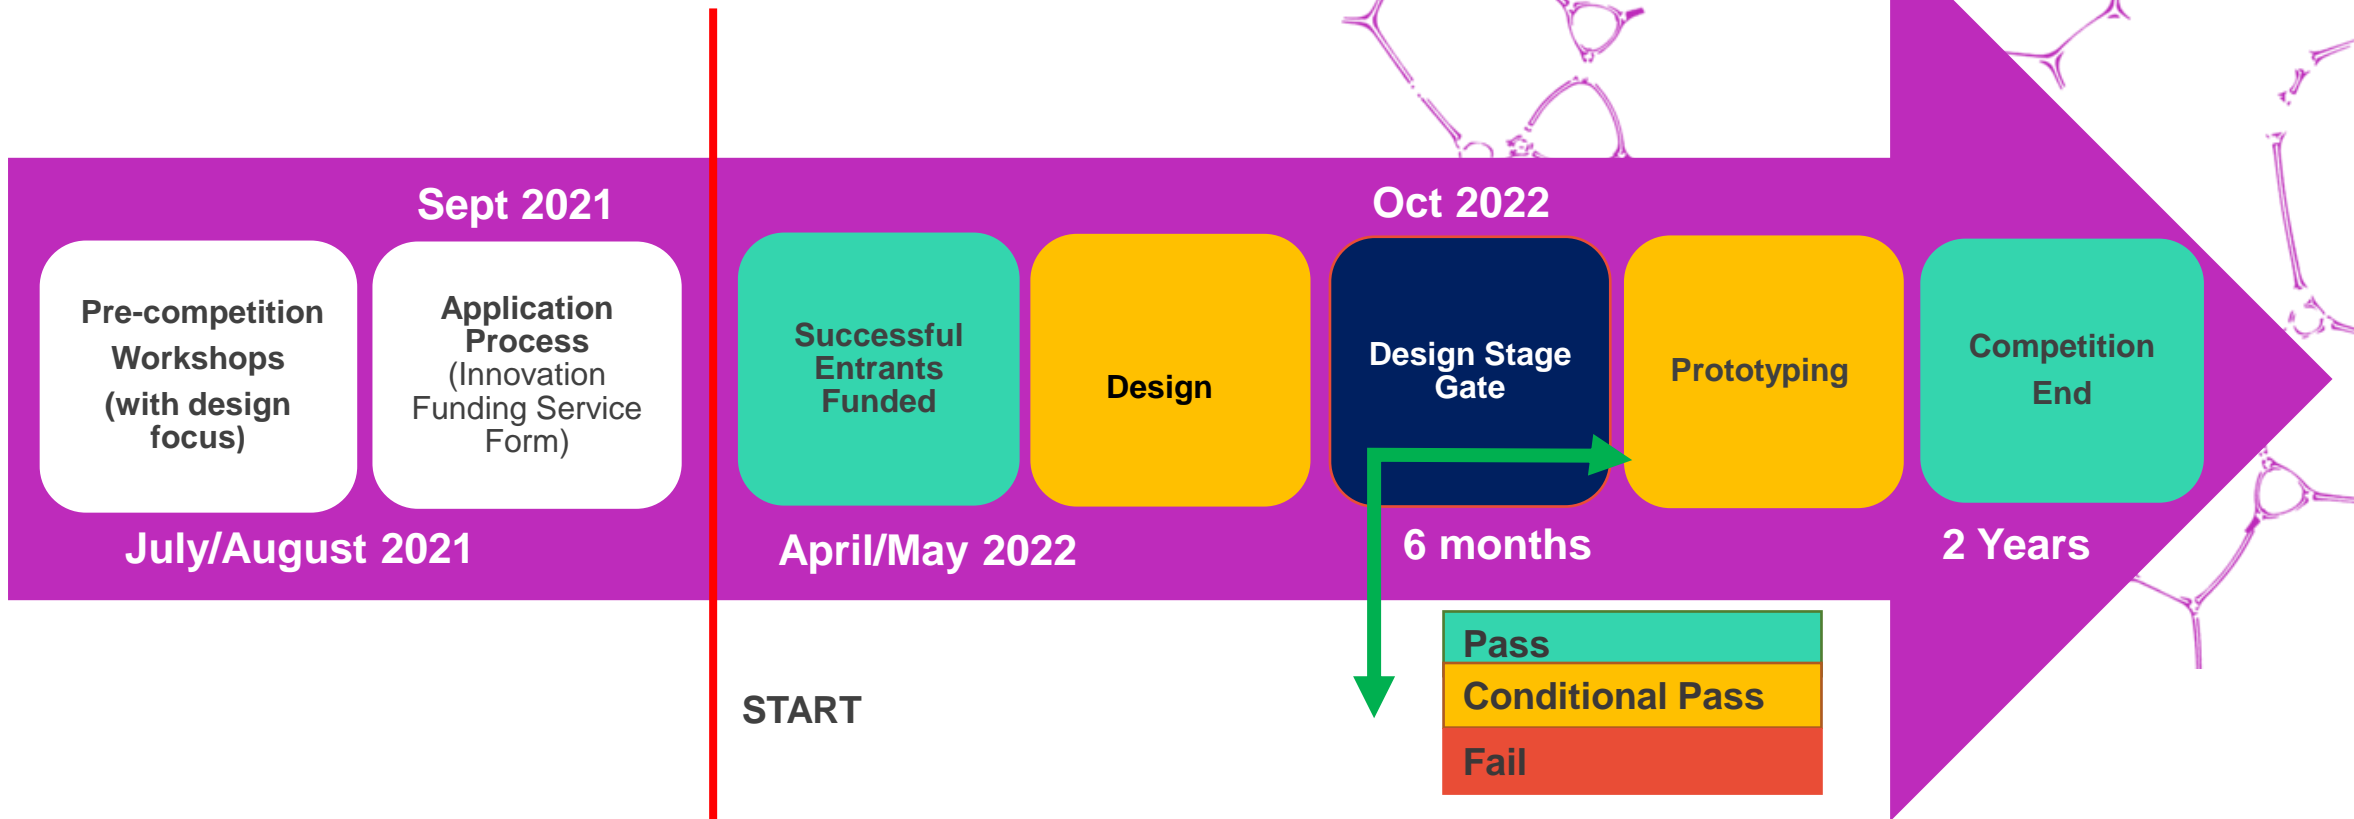 Sept 2021
Oct 2022
Pre-competition
Workshops
(with design
focus)
Application
Process
(Innovation
Funding Service
Form)
Successful
Entrants
Funded
Design
Design Stage
Gate
Prototyping
Competition
End
July/August 2021
April/May 2022
6 months
2 Years
START
Pass
Conditional Pass
Fail